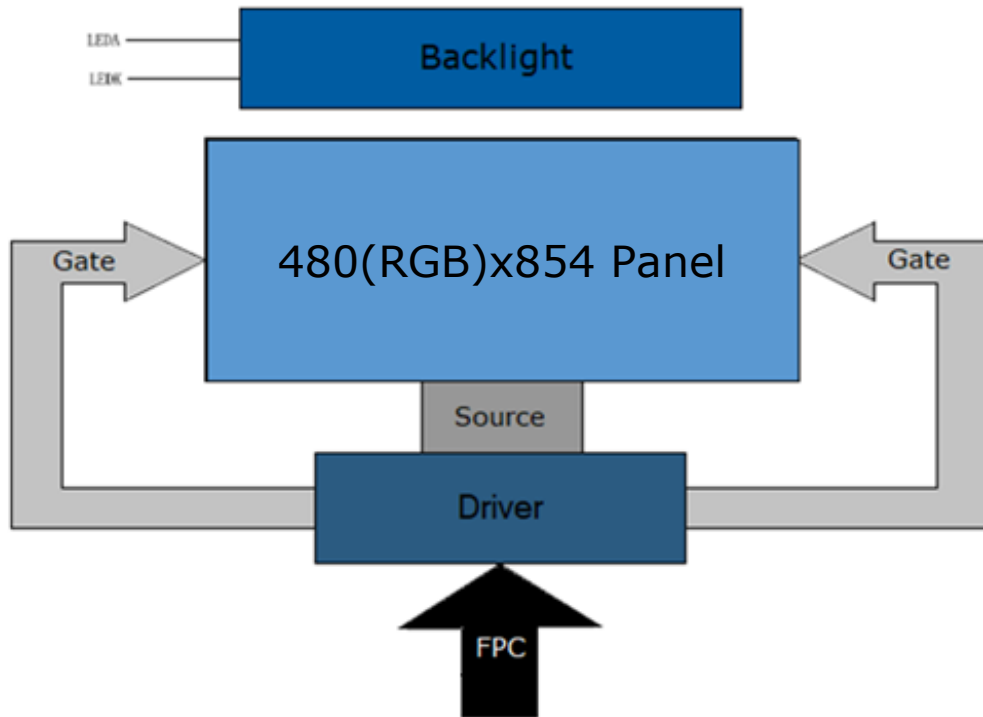 LEDA
LEDK
Backlight
480(RGB)x854 Panel
Gate
Gate
Source
Driver
FPC